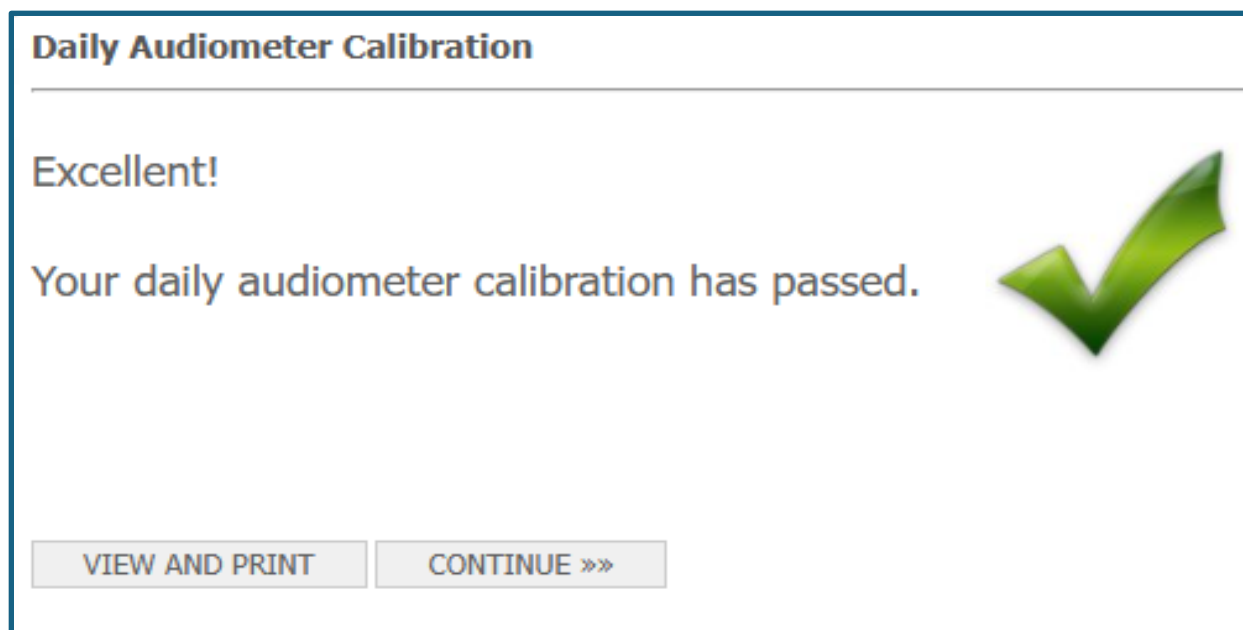 Daily Audiometer Calibration
Excellent!
Your daily audiometer calibration has passed.
VIEW AND PRINT
CONTINUE »»